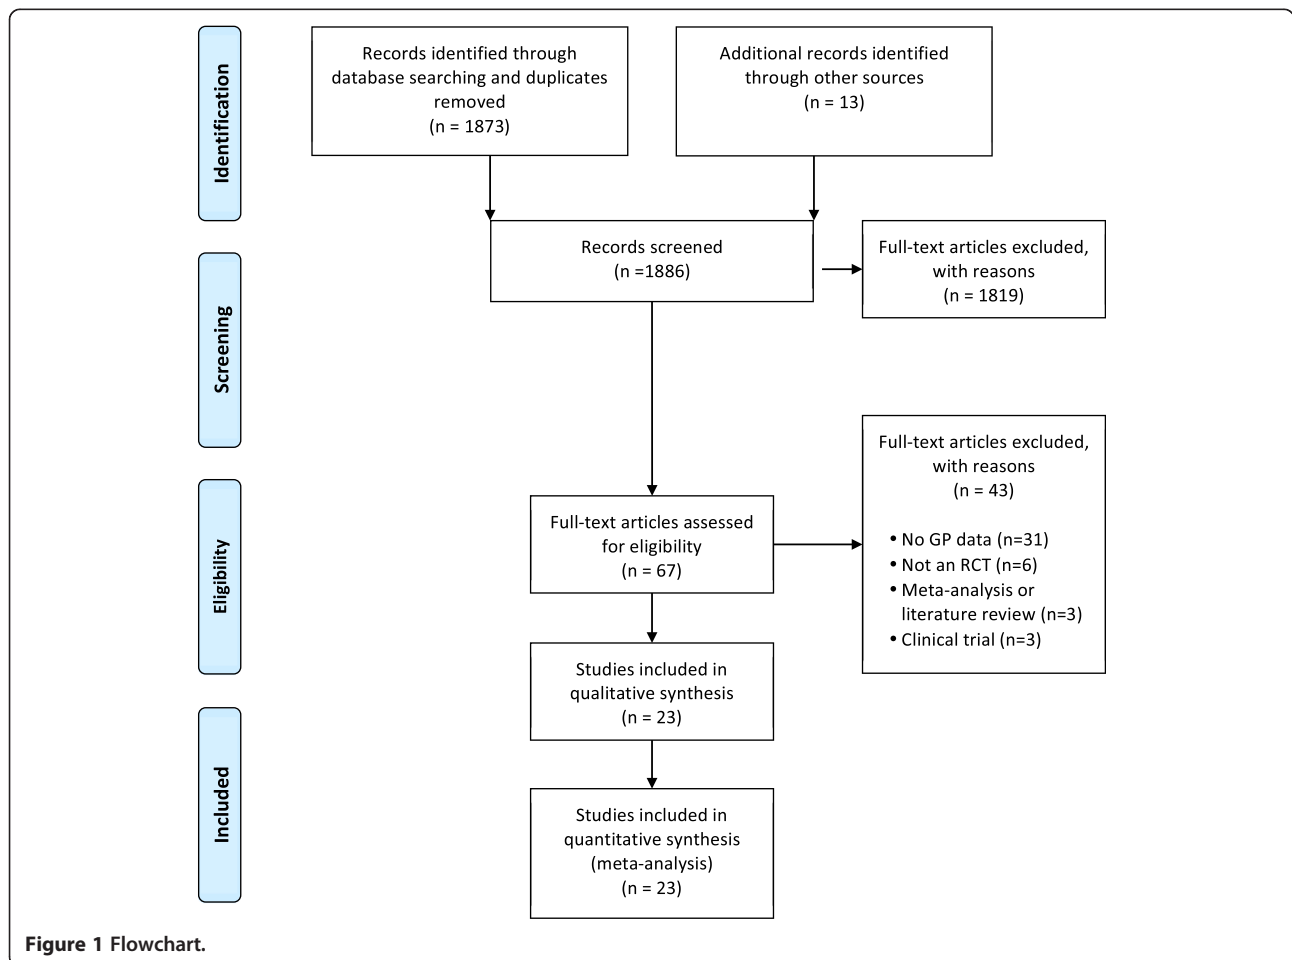 Identification
Records identified through
database searching and duplicates
removed
(n = 1873)
Additional records identified
through other sources
(n = 13)
Records screened
(n =1886)
Full-text articles excluded,
with reasons
(n = 1819)
Screening
Full-text articles excluded,
with reasons
(n = 43)
• No GP data (n=31)
• Not an RCT (n=6)
• Meta-analysis or
literature review (n=3)
• Clinical trial (n=3)
Eligibility
Full-text articles assessed
for eligibility
(n = 67)
Studies included in
qualitative synthesis
(n = 23)
Included
Studies included in
quantitative synthesis
(meta-analysis)
(n = 23)
Figure 1 Flowchart.